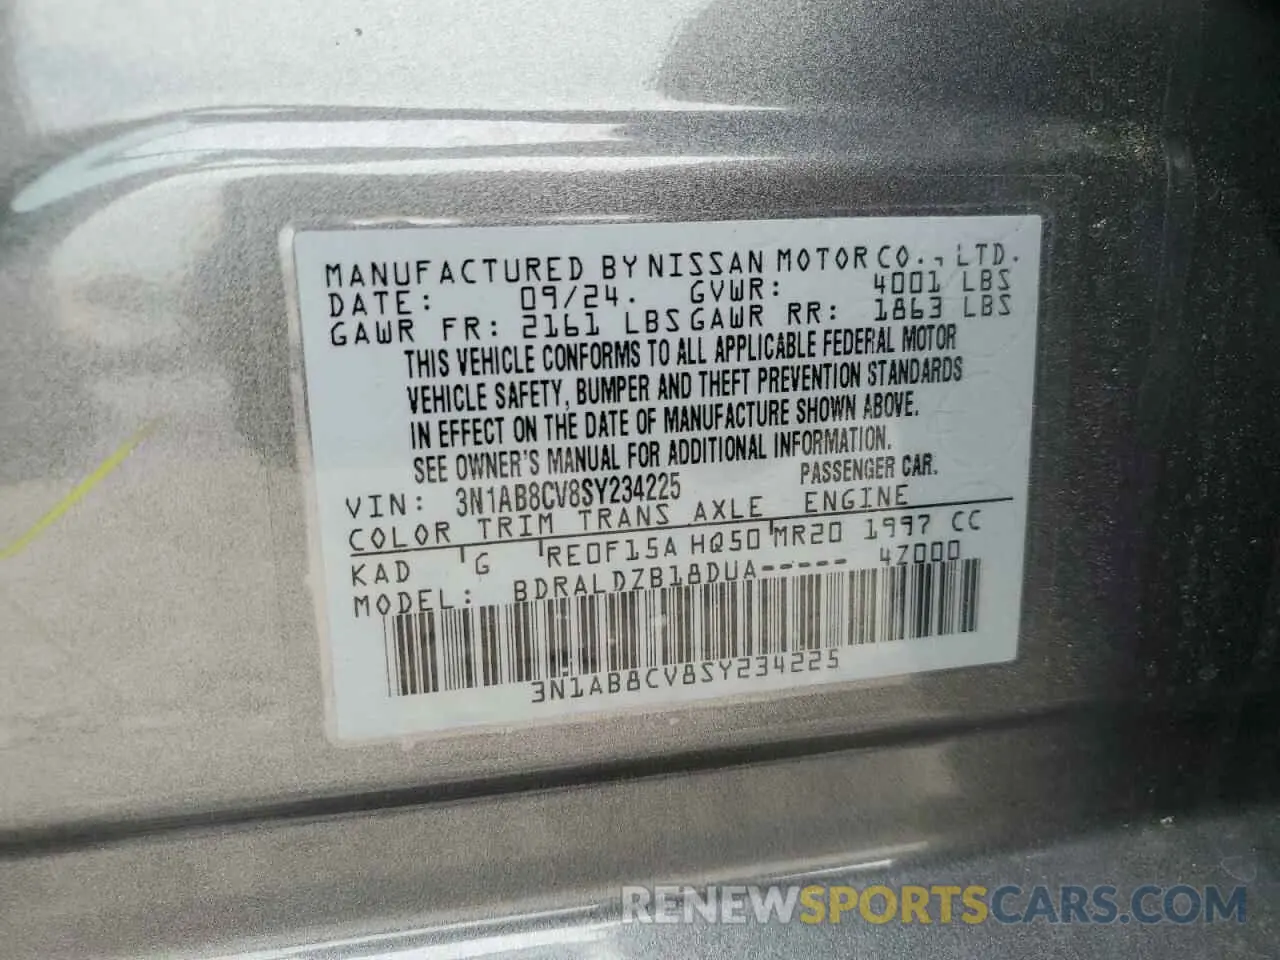 MANUFACTURED BY NISSAN MOTOR CO., LTD.
DATE: 09/24. GVWR: 4001 LBS
GAWR FR: 2161 LBS GAWR RR: 1863 LBS
THIS VEHICLE CONFORMS TO ALL APPLICABLE FEDERAL MOTOR
VEHICLE SAFETY, BUMPER AND THEFT PREVENTION STANDARDS
IN EFFECT ON THE DATE OF MANUFACTURE SHOWN ABOVE.
SEE OWNER'S MANUAL FOR ADDITIONAL INFORMATION.
VIN: 3N1AB8CV8SY234225 PASSENGER CAR.
COLOR TRIM TRANS AXLE ENGINE
KAD G RE0F15A HQ50 MR20 1997 CC
MODEL: BDRALDZB18DUA----- 4Z000
3N1AB8CV8SY234225
RENEWSPORTSCARS.COM